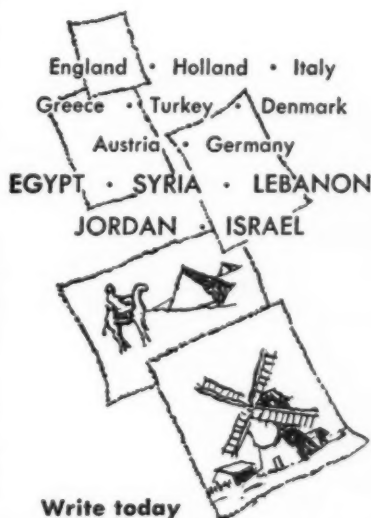 England • Holland • Italy
Greece • Turkey • Denmark
Austria • Germany
EGYPT • SYRIA • LEBANON
JORDAN • ISRAEL
Write today